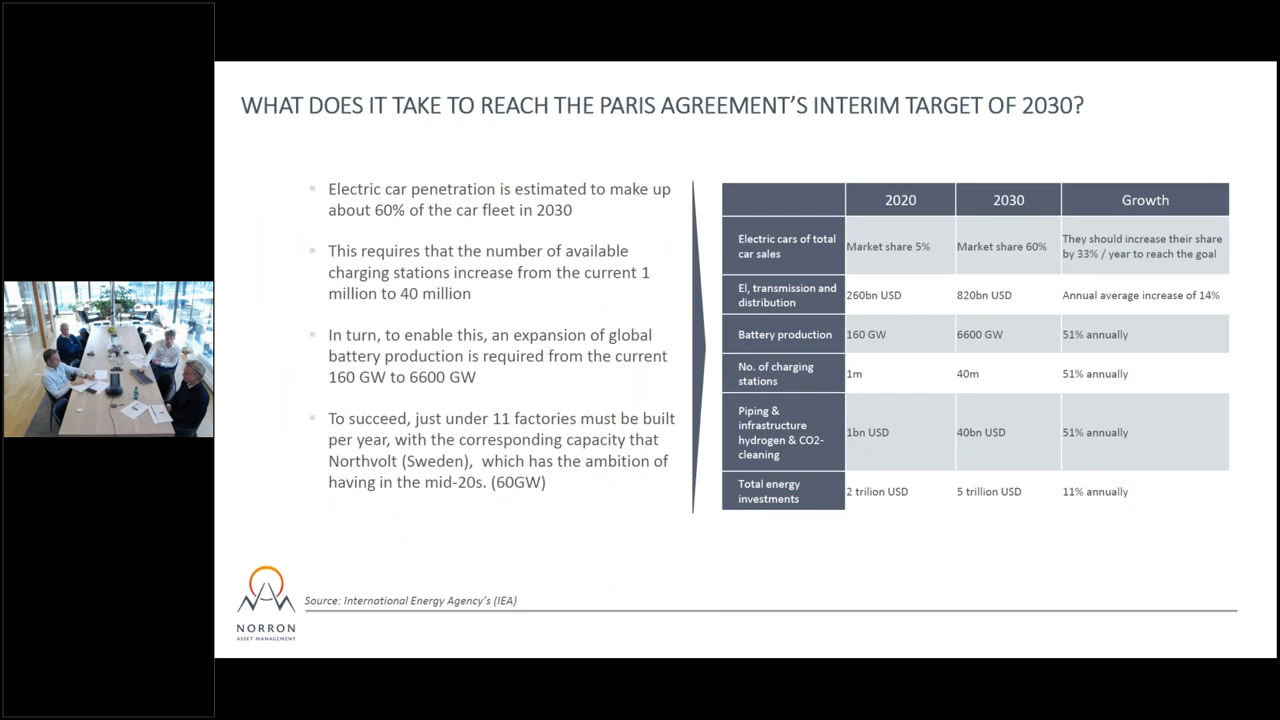 WHAT DOES IT TAKE TO REACH THE PARIS AGREEMENT'S INTERIM TARGET OF 2030?
Electric car penetration is estimated to make up
about 60% of the car fleet in 2030
This requires that the number of available
charging stations increase from the current 1
million to 40 million
In turn, to enable this, an expansion of global
battery production is required from the current
160 GW to 6600 GW
To succeed, just under 11 factories must be built
per year, with the corresponding capacity that
Northvolt (Sweden), which has the ambition of
having in the mid-20s. (60GW)
2020 2030 Growth
Electric cars of total
car sales
Market share 5% Market share 60%
They should increase their share
by 33% / year to reach the goal
El, transmission and
distribution
260bn USD 820bn USD Annual average increase of 14%
Battery production 160 GW 6600 GW 51% annually
No. of charging
stations
1m 40m 51% annually
Piping &
infrastructure
hydrogen & CO2-
cleaning
1bn USD 40bn USD 51% annually
Total energy
investments
2 trilion USD 5 trillion USD 11% annually
Source: International Energy Agency's (IEA)
NORRON
ASSET MANAGEMENT